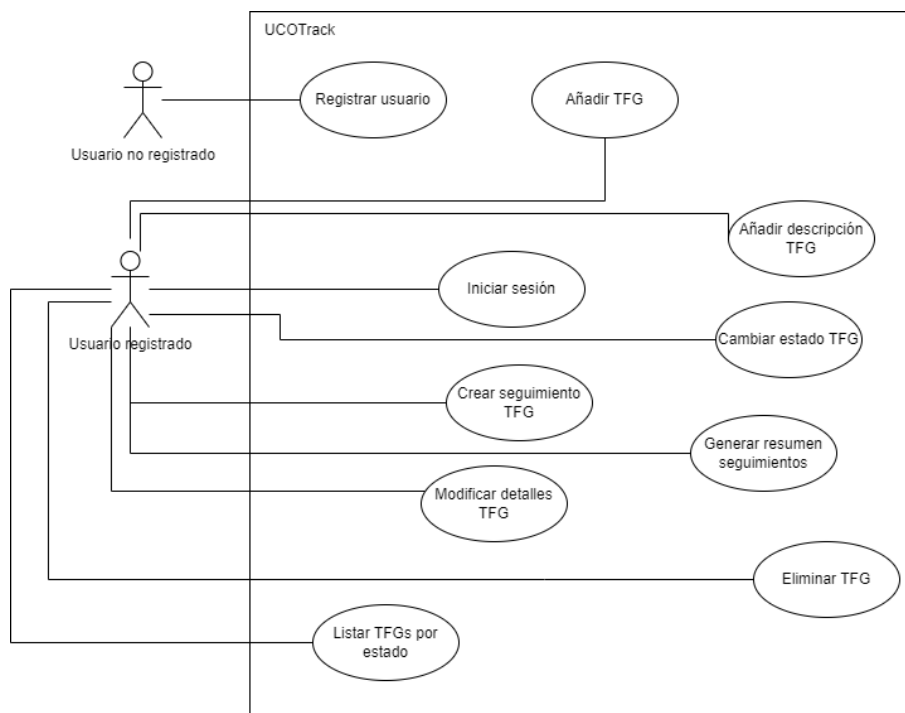 UCOTrack
Registrar usuario
Añadir TFG
Usuario no registrado
Añadir descripción
TFG
Iniciar sesión
Usuario registrado
Cambiar estado TFG
Crear seguimiento
TFG
Generar resumen
seguimientos
Modificar detalles
TFG
Eliminar TFG
Listar TFGs por
estado